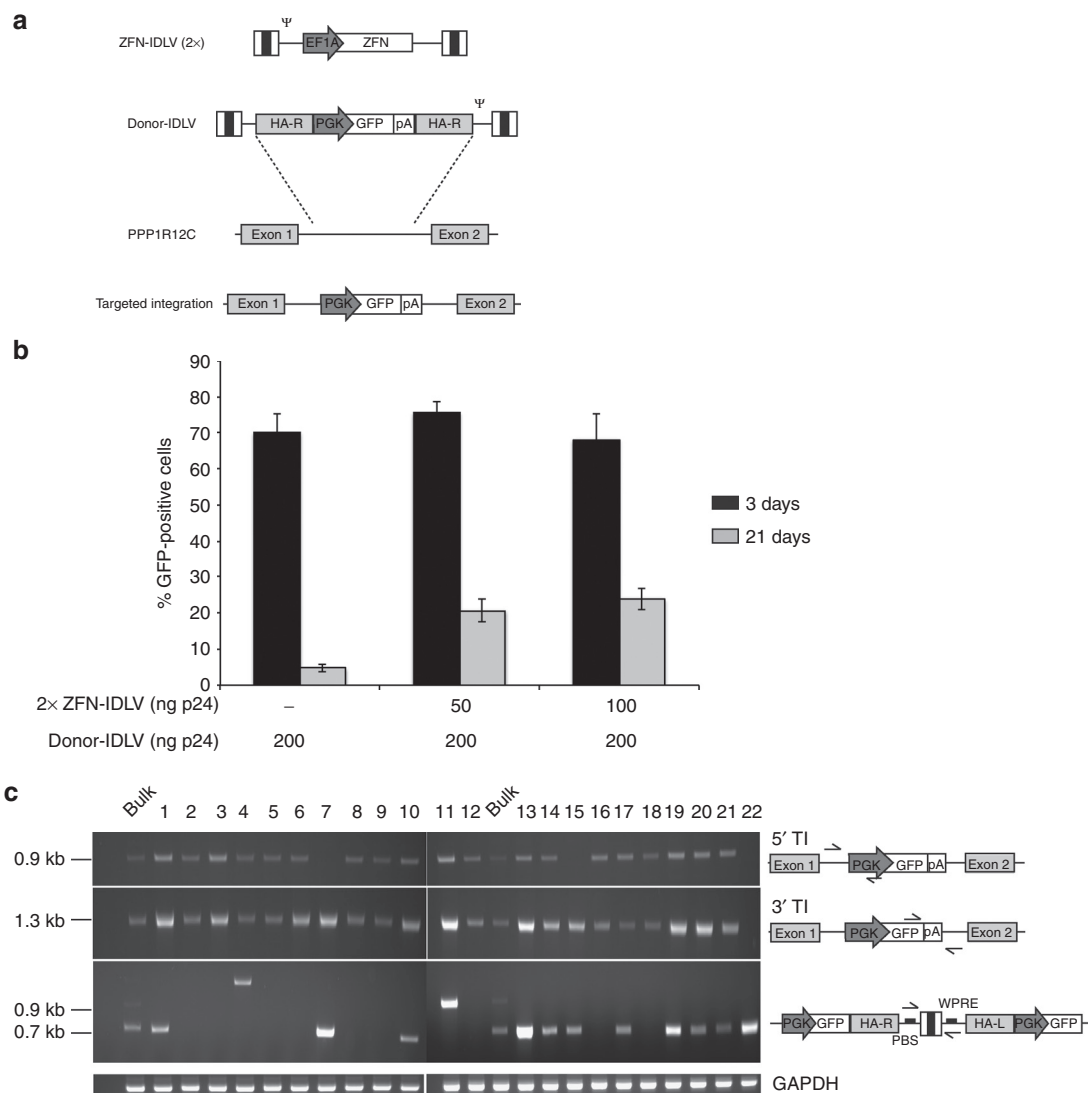 a
Ψ
ZFN-IDLV (2×)
EF1A
ZFN
Ψ
Donor-IDLV
HA-R
PGK
GFP
pA
HA-R
PPP1R12C
Exon 1
Exon 2
Targeted integration
Exon 1
PGK
GFP
pA
Exon 2
b
90
80
70
60
50
40
30
20
10
0
% GFP-positive cells
3 days
21 days
2× ZFN-IDLV (ng p24)
–
50
100
Donor-IDLV (ng p24)
200
200
200
c
Bulk 1 2 3 4 5 6 7 8 9 10 11 12 Bulk 13 14 15 16 17 18 19 20 21 22
0.9 kb
5′ TI
Exon 1
PGK
GFP
pA
Exon 2
1.3 kb
3′ TI
Exon 1
PGK
GFP
pA
Exon 2
0.9 kb
0.7 kb
WPRE
PGK
GFP
HA-R
HA-L
PGK
GFP
PBS
GAPDH